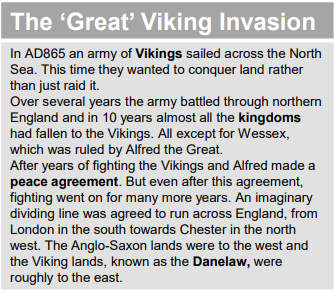 The ‘Great’ Viking Invasion
In AD865 an army of Vikings sailed across the North
Sea. This time they wanted to conquer land rather
than just raid it.
Over several years the army battled through northern
England and in 10 years almost all the kingdoms
had fallen to the Vikings. All except for Wessex,
which was ruled by Alfred the Great.
After years of fighting the Vikings and Alfred made a
peace agreement. But even after this agreement,
fighting went on for many more years. An imaginary
dividing line was agreed to run across England, from
London in the south towards Chester in the north
west. The Anglo-Saxon lands were to the west and
the Viking lands, known as the Danelaw, were
roughly to the east.